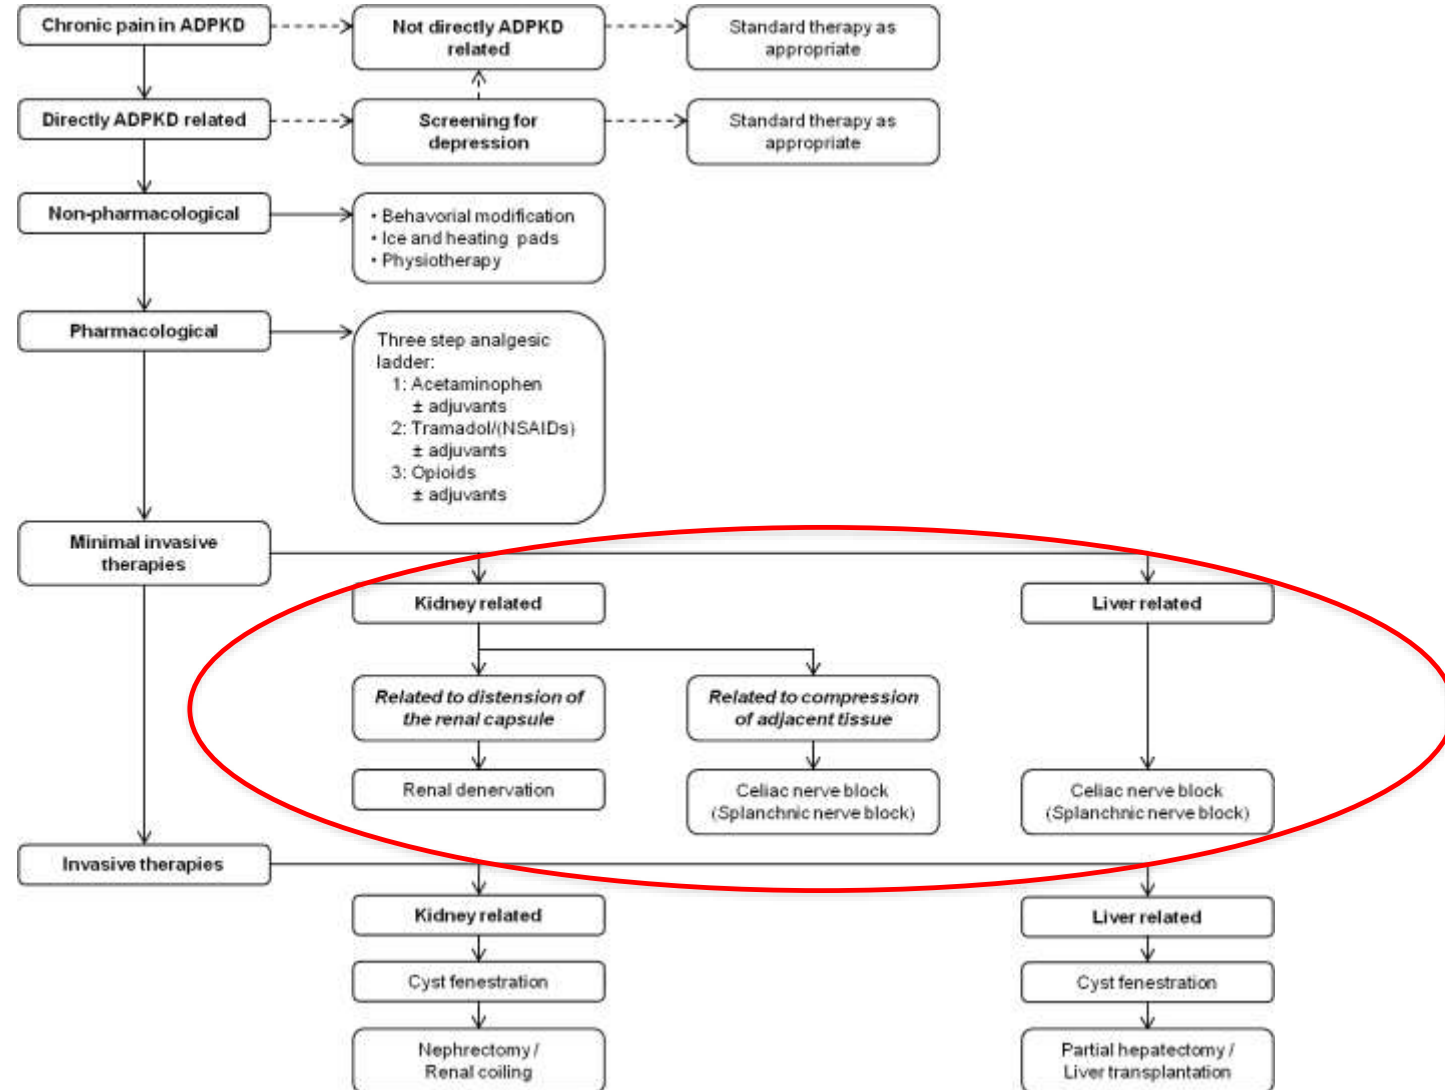 Chronic pain in ADPKD
Not directly ADPKD
related
Standard therapy as
appropriate
Directly ADPKD related
Screening for
depression
Standard therapy as
appropriate
Non-pharmacological
• Behavorial modification
• Ice and heating pads
• Physiotherapy
Pharmacological
Three step analgesic
ladder:
1: Acetaminophen
± adjuvants
2: Tramadol/(NSAIDs)
± adjuvants
3: Opioids
± adjuvants
Minimal invasive
therapies
Kidney related
Liver related
Related to distension of
the renal capsule
Related to compression
of adjacent tissue
Renal denervation
Celiac nerve block
(Splanchnic nerve block)
Celiac nerve block
(Splanchnic nerve block)
Invasive therapies
Kidney related
Liver related
Cyst fenestration
Cyst fenestration
Nephrectomy /
Renal coiling
Partial hepatectomy /
Liver transplantation